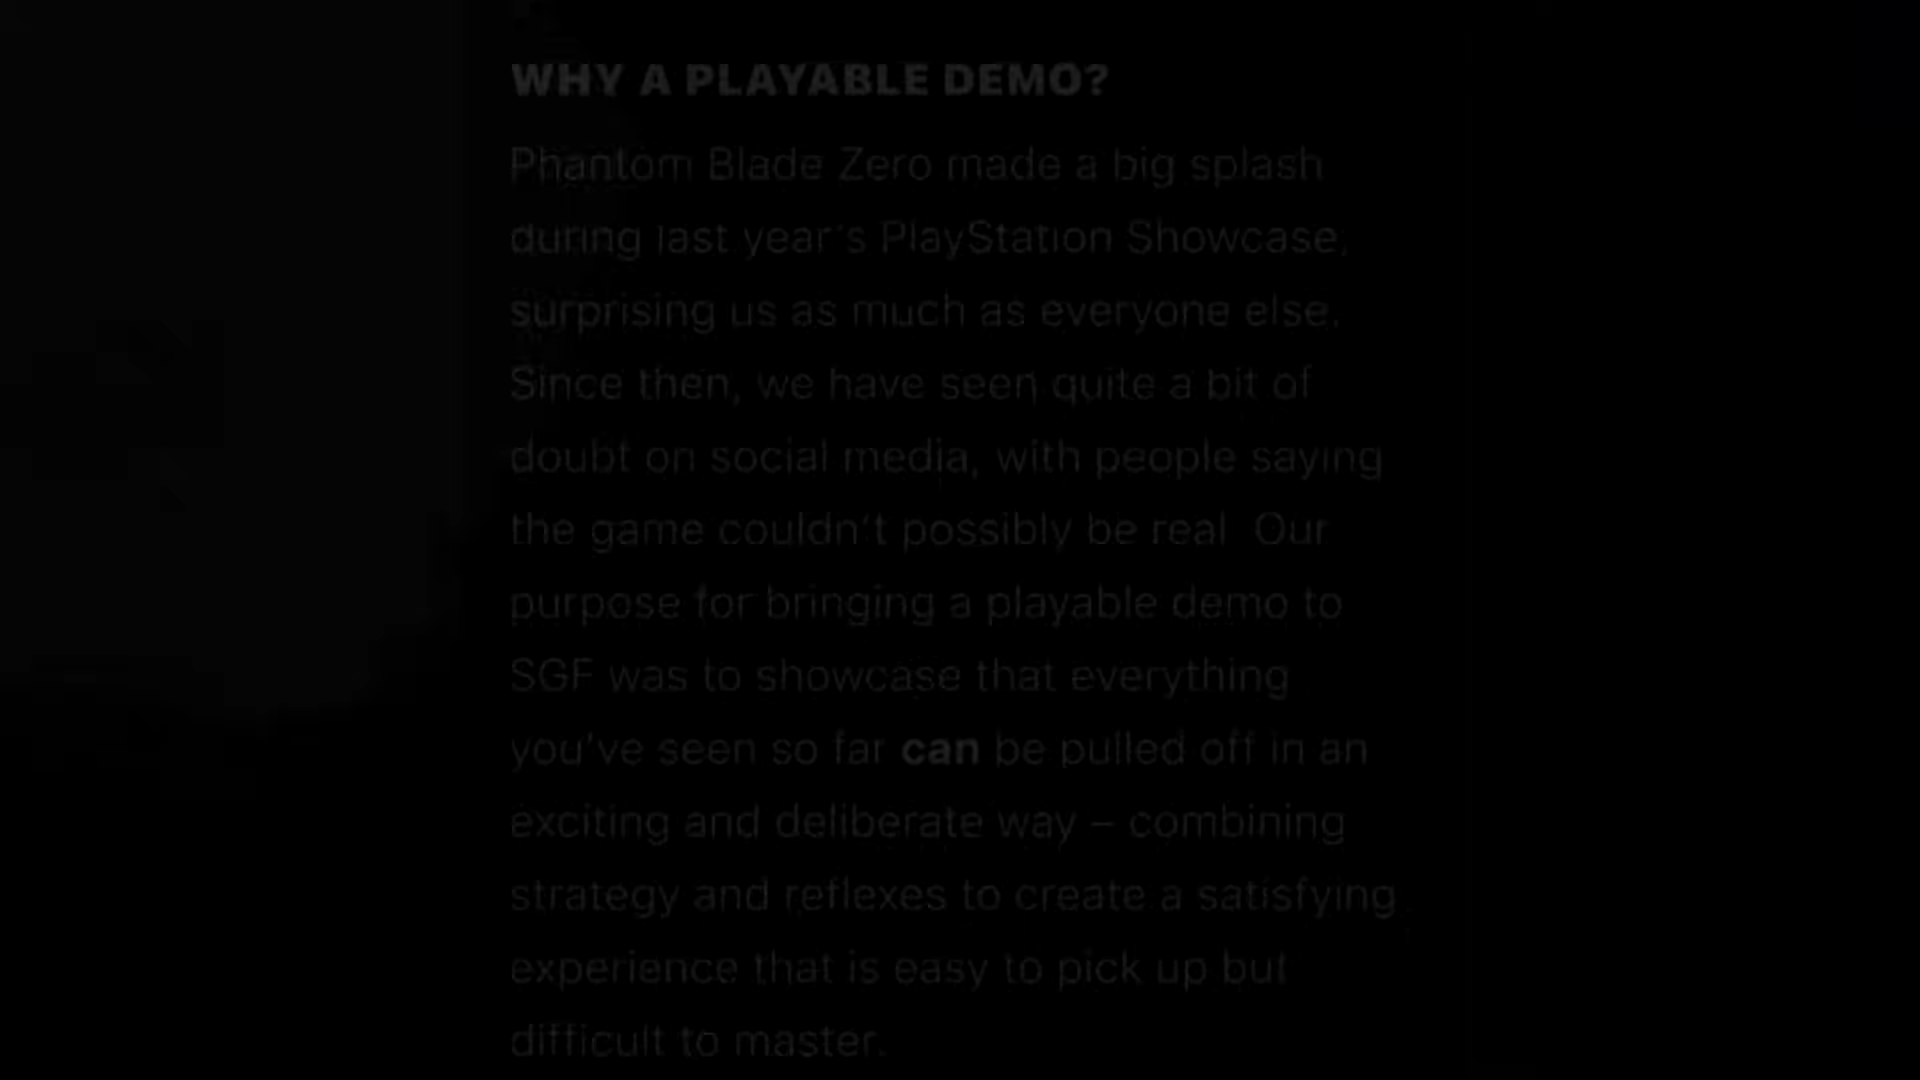 WHY A PLAYABLE DEMO?
Phantom Blade Zero made a big splash
during last year's PlayStation Showcase,
surprising us as much as everyone else.
Since then, we have seen quite a bit of
doubt on social media, with people saying
the game couldn't possibly be real. Our
purpose for bringing a playable demo to
SGF was to showcase that everything
you've seen so far can be pulled off in an
exciting and deliberate way – combining
strategy and reflexes to create a satisfying
experience that is easy to pick up but
difficult to master.